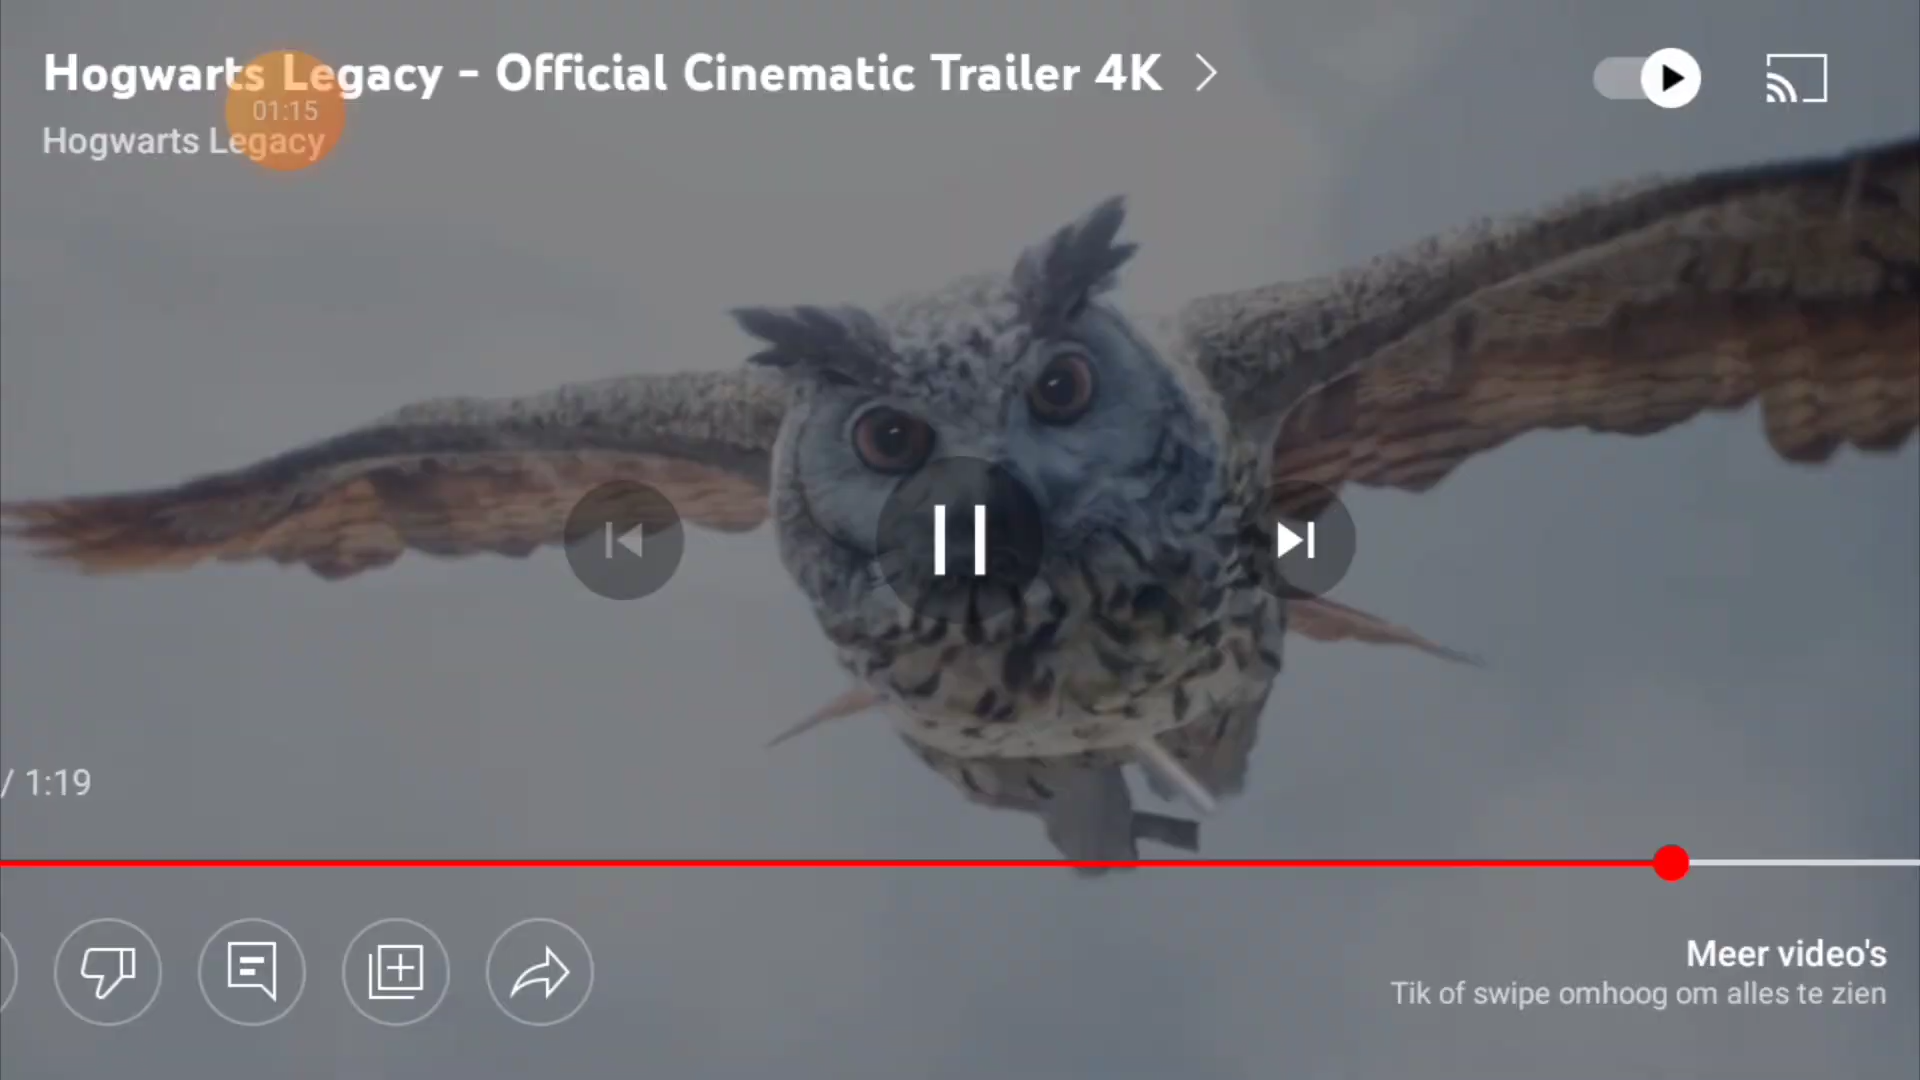 Hogwarts Legacy - Official Cinematic Trailer 4K
01:15
Hogwarts Legacy
/ 1:19
Meer video's
Tik of swipe omhoog om alles te zien